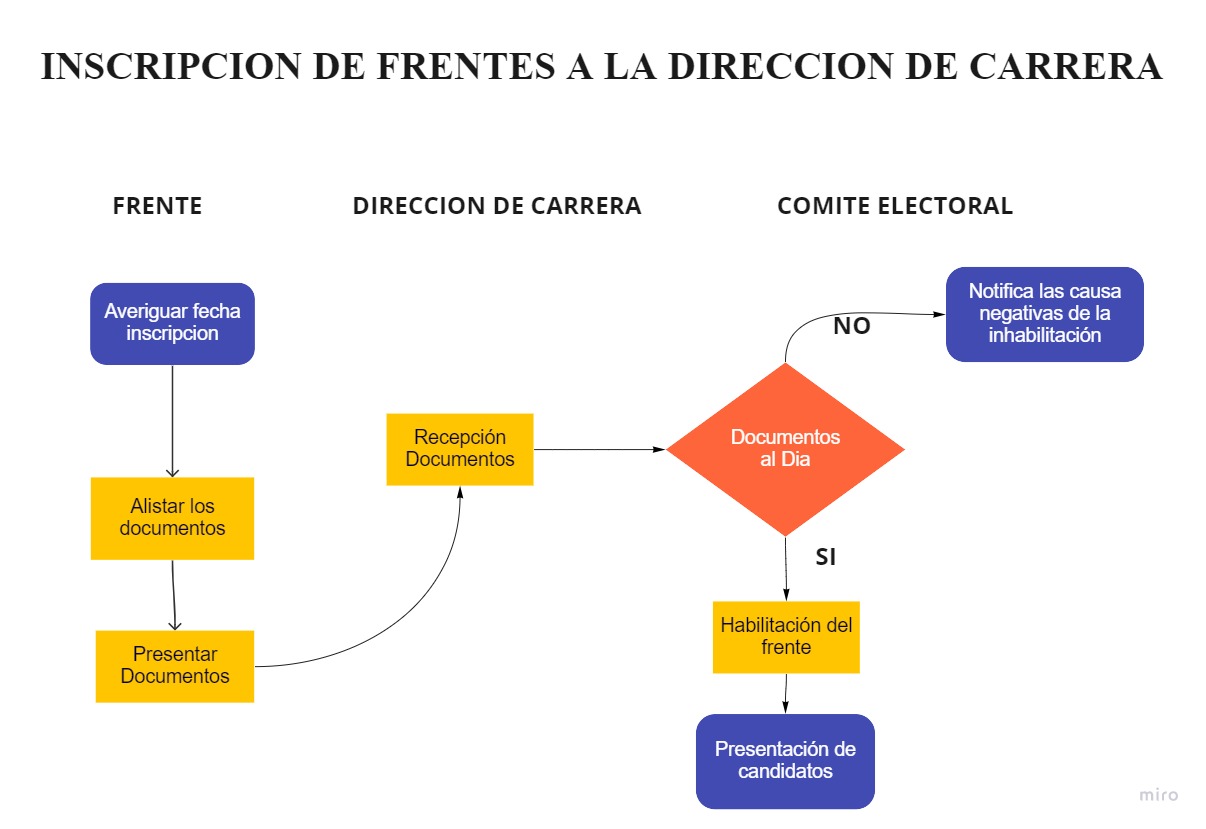 INSCRIPCION DE FRENTES A LA DIRECCION DE CARRERA
FRENTE
DIRECCION DE CARRERA
COMITE ELECTORAL
Averiguar fecha
inscripcion
Alistar los
documentos
Presentar
Documentos
Recepción
Documentos
Documentos
al Dia
NO
Notifica las causa
negativas de la
inhabilitación
SI
Habilitación del
frente
Presentación de
candidatos
miro